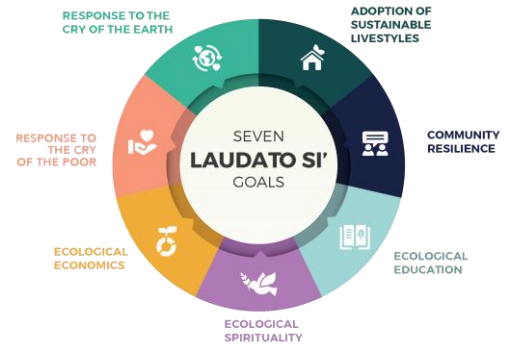 RESPONSE TO THE
CRY OF THE EARTH
ADOPTION OF
SUSTAINABLE
LIVESTYLES
COMMUNITY
RESILIENCE
ECOLOGICAL
EDUCATION
ECOLOGICAL
SPIRITUALITY
ECOLOGICAL
ECONOMICS
RESPONSE TO
THE CRY
OF THE POOR
SEVEN
LAUDATO SI’
GOALS